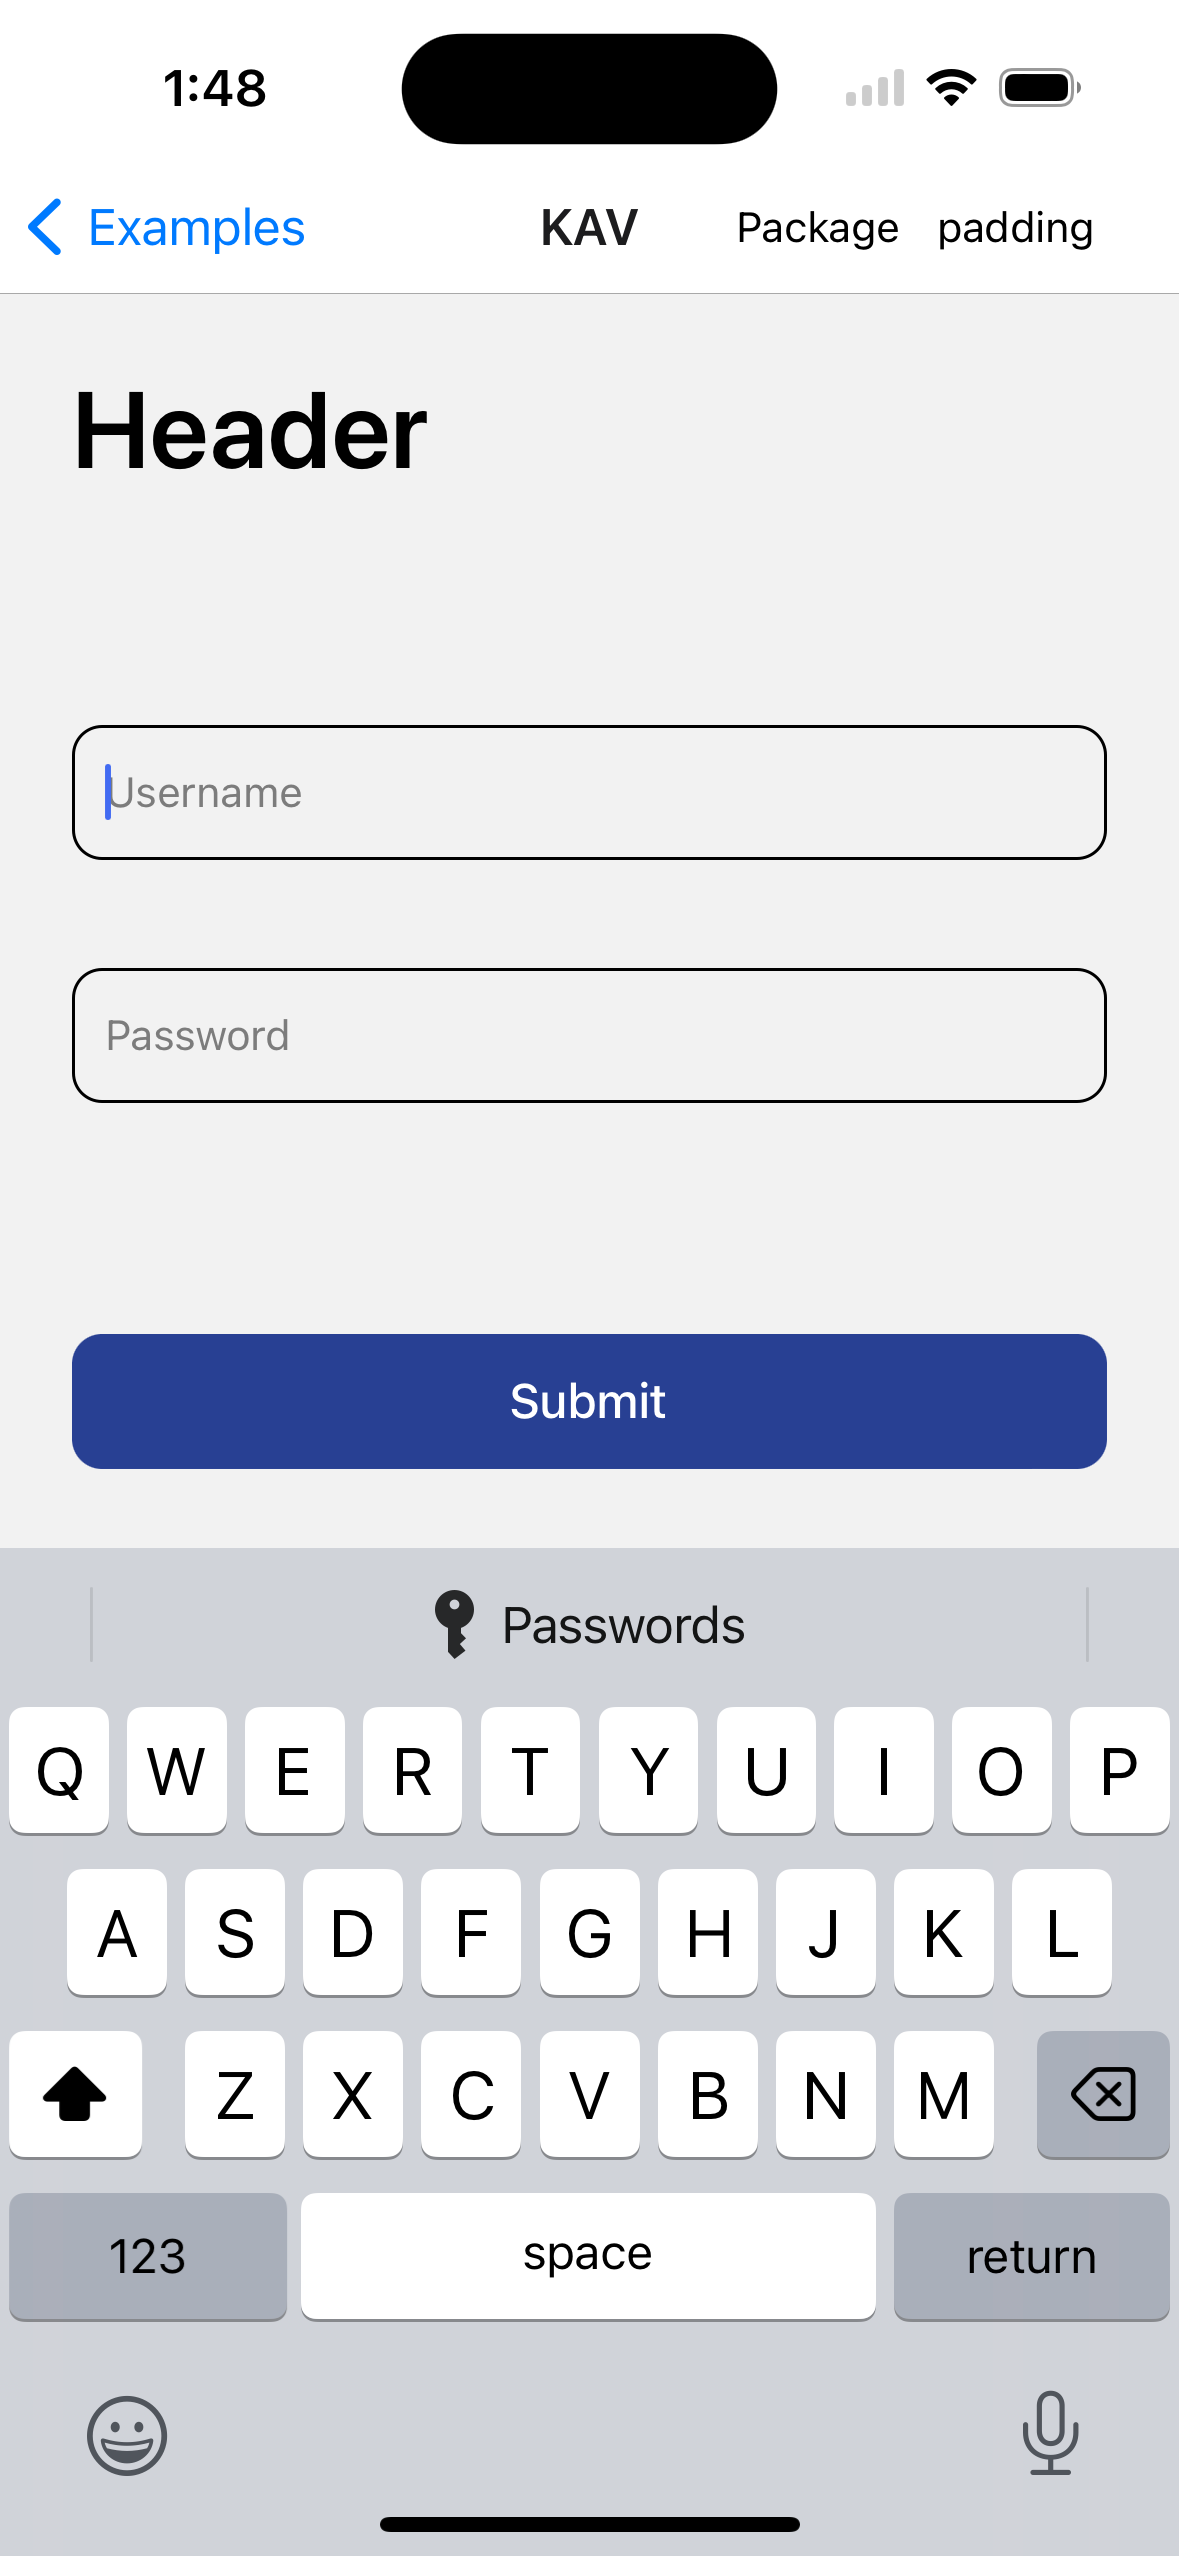 1:48
Examples KAV Package padding
Header
Username
Password
Submit
Passwords
Q W E R T Y U I O P
A S D F G H J K L
Z X C V B N M
123 space return